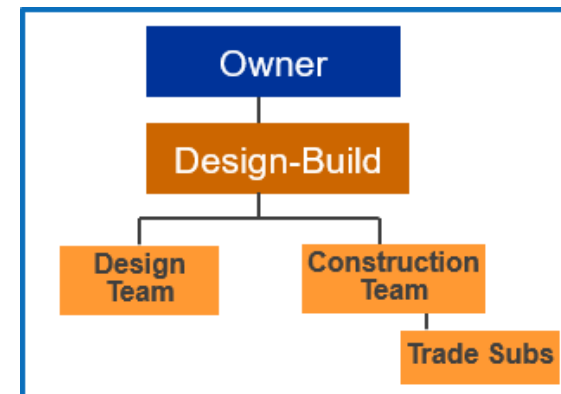 Owner
Design-Build
Design
Team
Construction
Team
Trade Subs